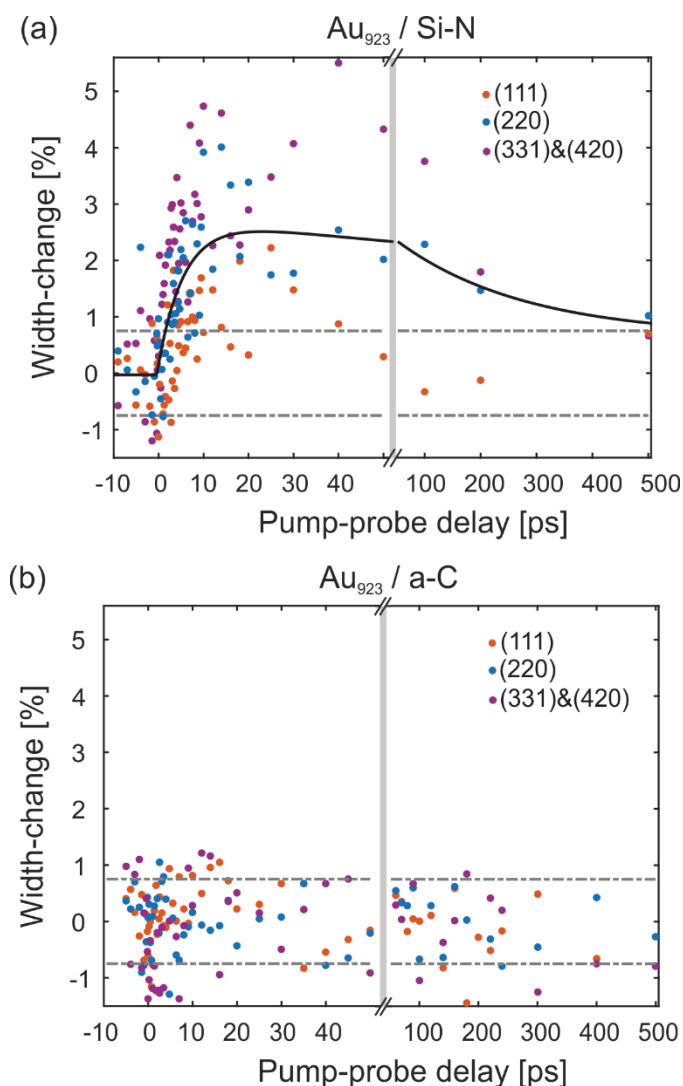 (a)
Au₉₂₃ / Si-N
5
4
3
2
1
0
-1
Width-change [%]
(111)
(220)
(331)&(420)
-10 0 10 20 30 40 100 200 300 400 500
Pump-probe delay [ps]
(b)
Au₉₂₃ / a-C
5
4
3
2
1
0
-1
Width-change [%]
(111)
(220)
(331)&(420)
-10 0 10 20 30 40 100 200 300 400 500
Pump-probe delay [ps]